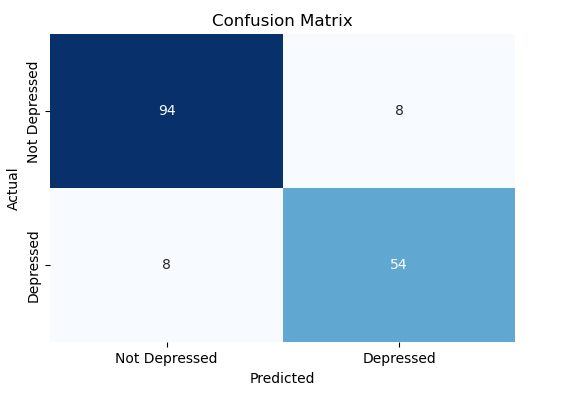 Confusion Matrix
Actual
Not Depressed
94
8
Depressed
8
54
Not Depressed
Depressed
Predicted